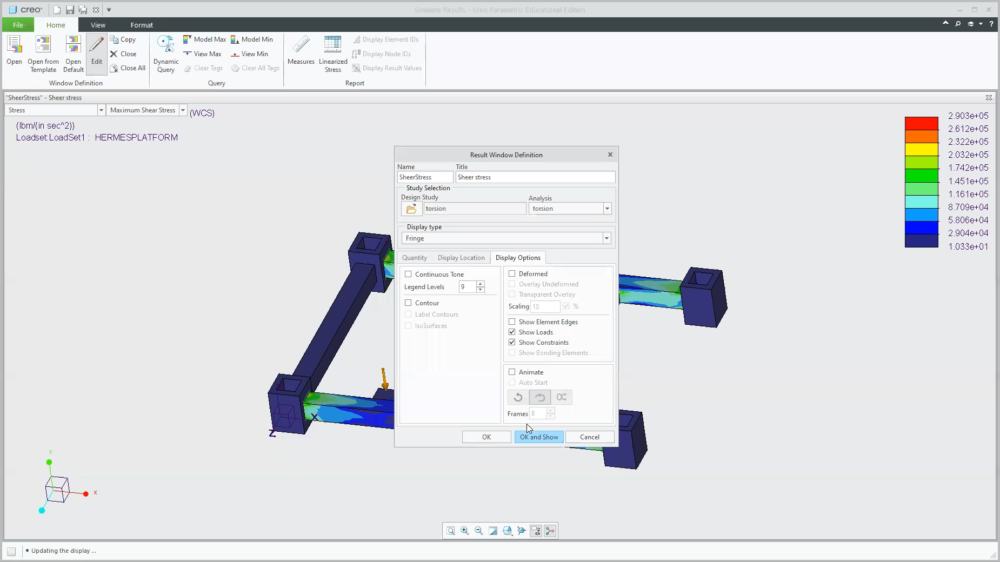 creo
Simulate Results - Creo Parametric Educational Edition
File
Home
View
Format
Open
Open from
Template
Open
Default
Edit
Copy
Close
Close All
Window Definition
Dynamic
Query
Model Max
Model Min
View Max
View Min
Clear Tags
Clear All Tags
Query
Measures
Linearized
Stress
Display Element IDs
Display Node IDs
Display Result Values
Report
"SheerStress" - Sheer stress
Stress
Maximum Shear Stress
(WCS)
(lbm/(in sec^2))
Loadset:LoadSet1 : HERMESPLATFORM
2.903e+05
2.612e+05
2.322e+05
2.032e+05
1.742e+05
1.451e+05
1.161e+05
8.709e+04
5.806e+04
2.904e+04
1.033e+01
Result Window Definition
Name
Title
SheerStress
Sheer stress
Study Selection
Design Study
Analysis
torsion
torsion
Display type
Fringe
Quantity
Display Location
Display Options
Continuous Tone
Legend Levels
9
Contour
Label Contours
IsoSurfaces
Deformed
Overlay Undeformed
Transparent Overlay
Scaling
10
%
Show Element Edges
Show Loads
Show Constraints
Show Bonding Elements
Animate
Auto Start
Frames
8
OK
OK and Show
Cancel
X
Z
Y
X
Updating the display ...